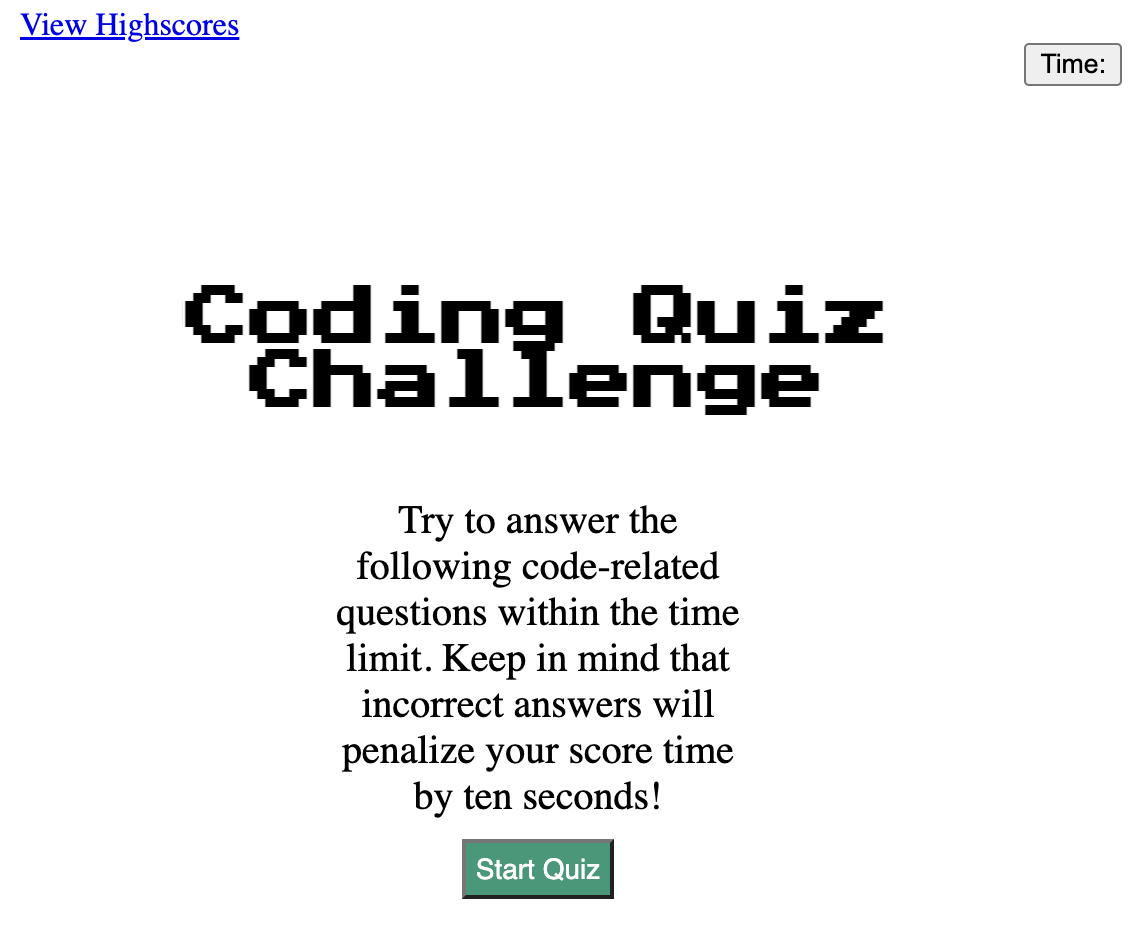 View Highscores
Time:
Coding Quiz
Challenge
Try to answer the
following code-related
questions within the time
limit. Keep in mind that
incorrect answers will
penalize your score time
by ten seconds!
Start Quiz